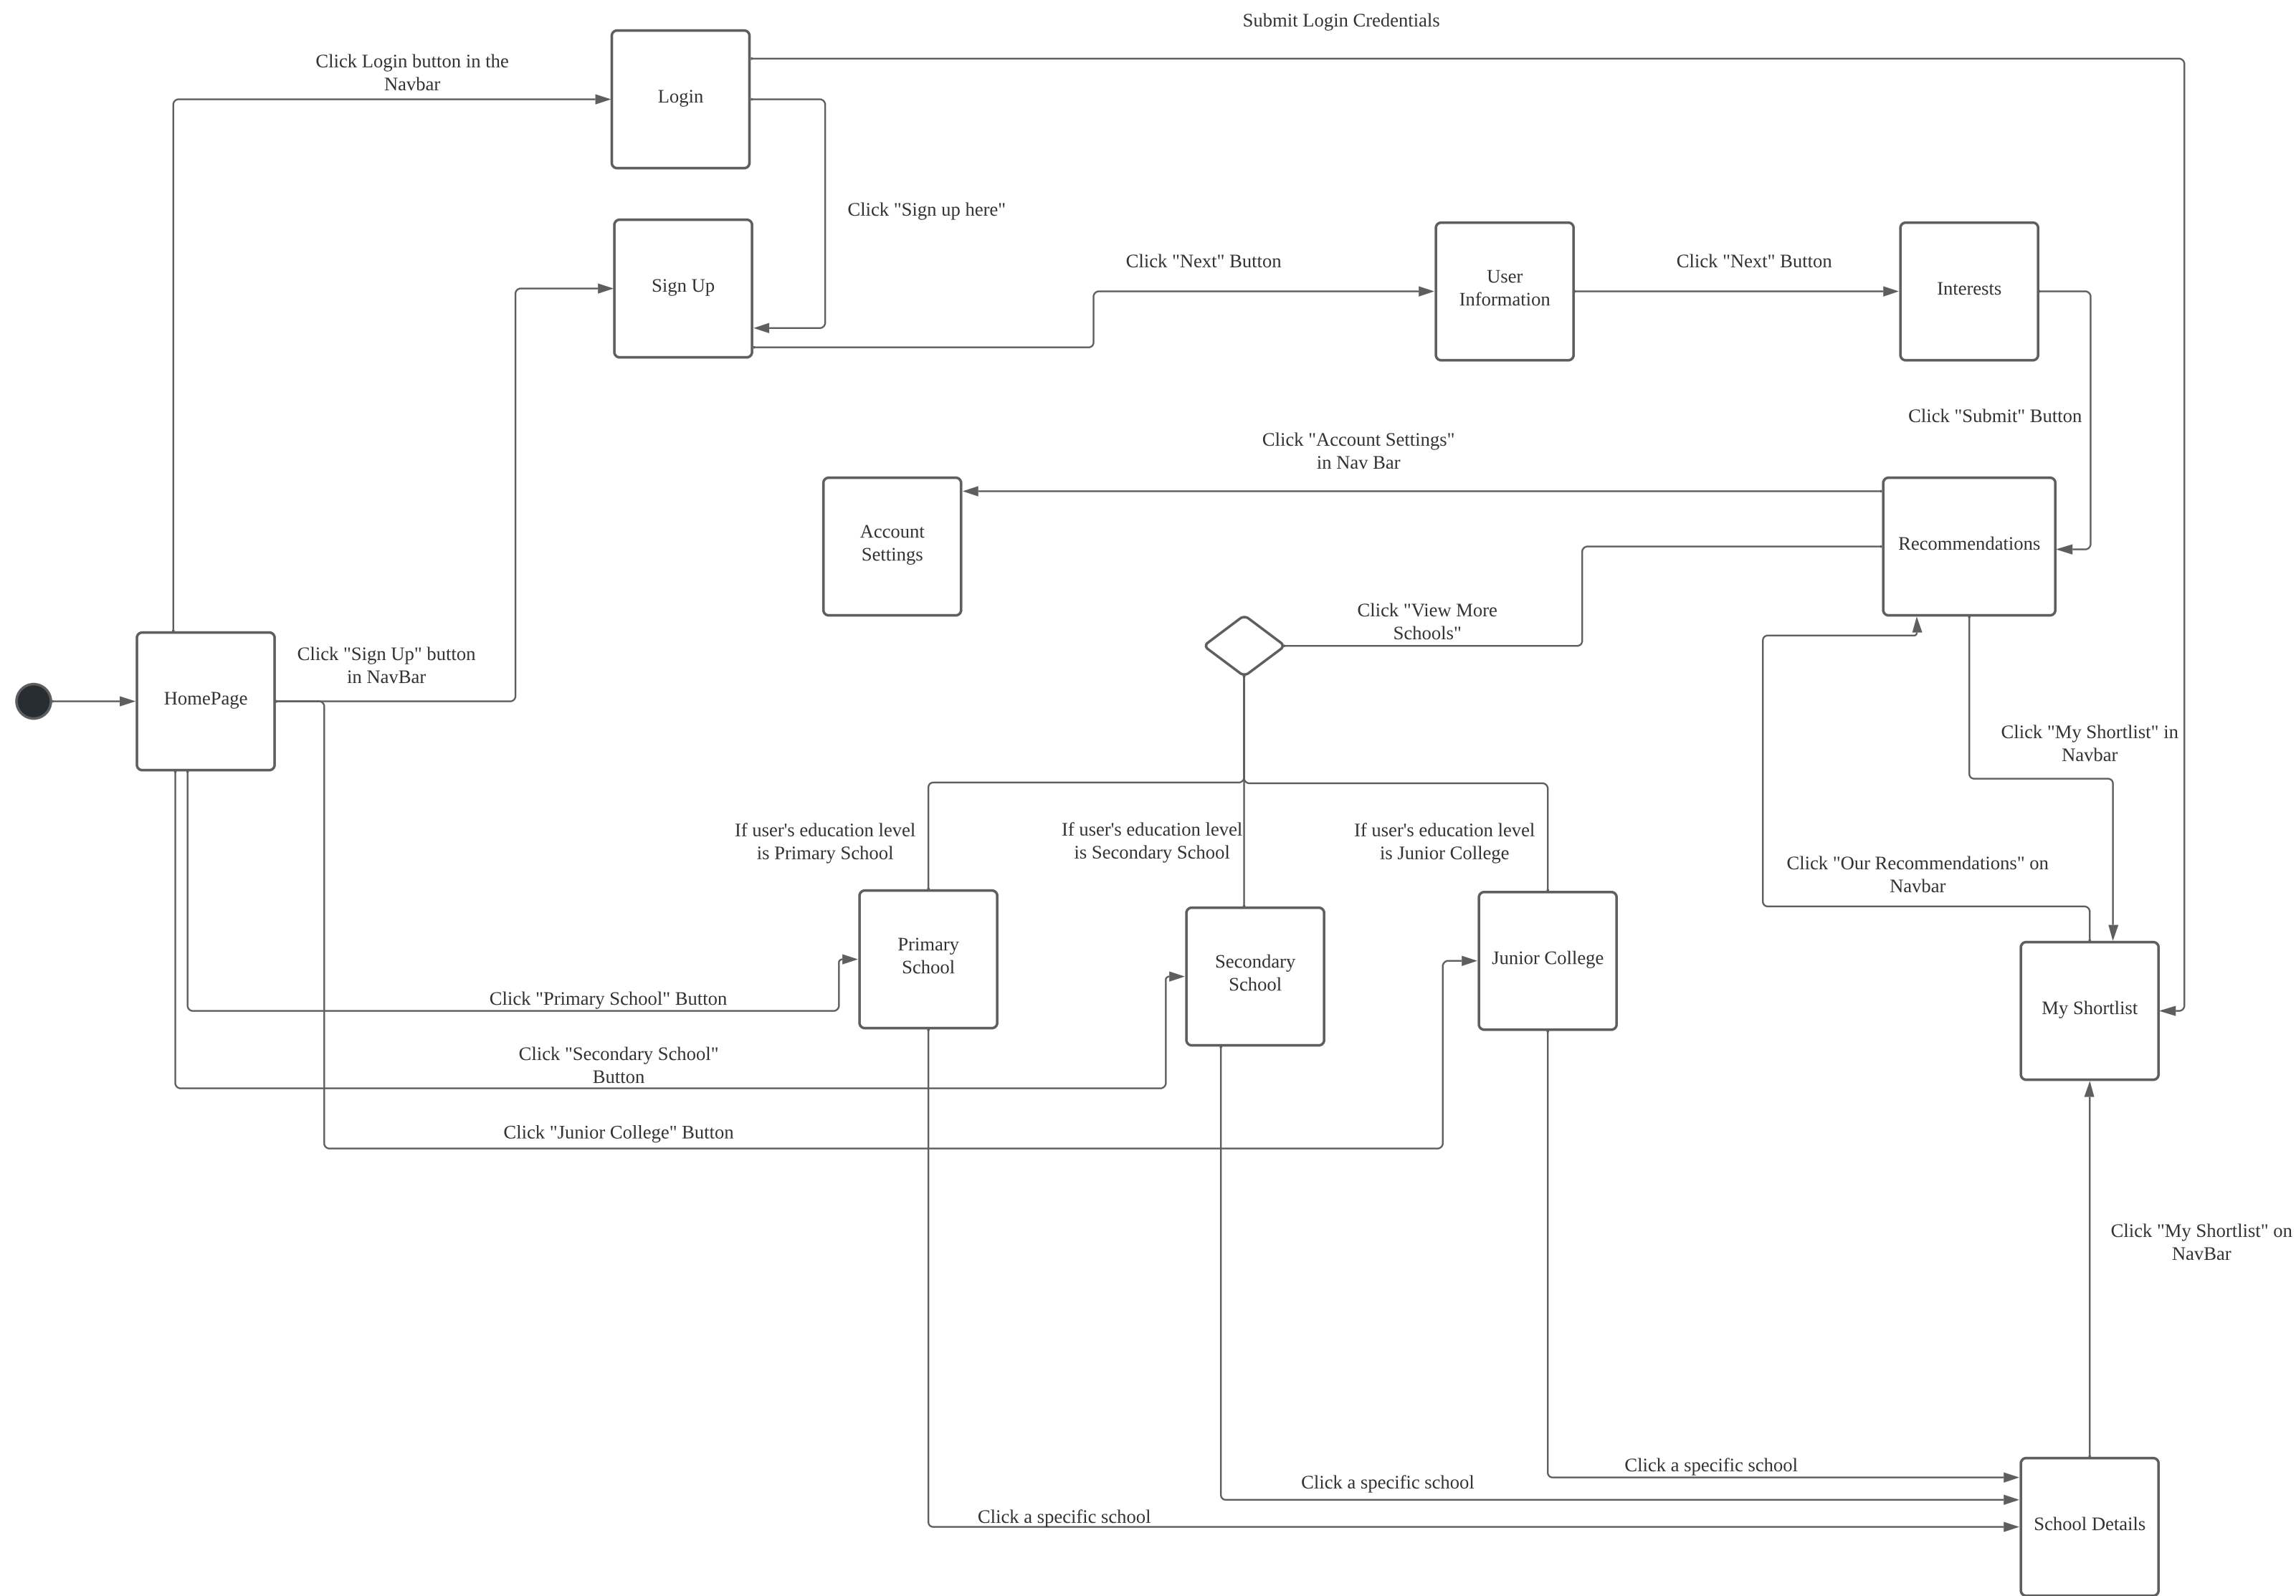 Submit Login Credentials
Click Login button in the
Navbar
Login
Click "Sign up here"
Sign Up
Click "Next" Button
User
Information
Click "Next" Button
Interests
Click "Submit" Button
Click "Account Settings"
in Nav Bar
Account
Settings
Recommendations
Click "View More
Schools"
Click "Sign Up" button
in NavBar
HomePage
Click "My Shortlist" in
Navbar
If user's education level
is Primary School
If user's education level
is Secondary School
If user's education level
is Junior College
Click "Our Recommendations" on
Navbar
Primary
School
Secondary
School
Junior College
My Shortlist
Click "Primary School" Button
Click "Secondary School"
Button
Click "Junior College" Button
Click "My Shortlist" on
NavBar
Click a specific school
Click a specific school
Click a specific school
School Details